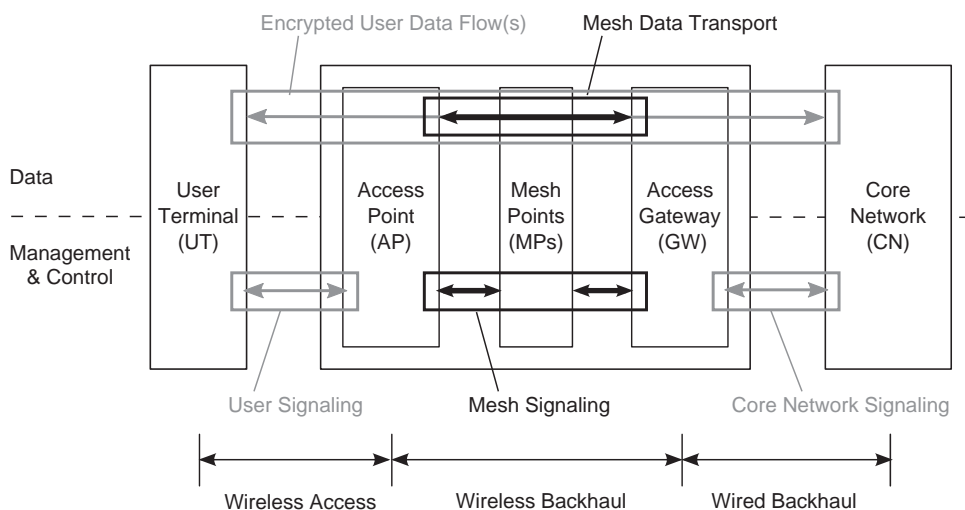 Encrypted User Data Flow(s)
Mesh Data Transport
Data
Management
& Control
User
Terminal
(UT)
Access
Point
(AP)
Mesh
Points
(MPs)
Access
Gateway
(GW)
Core
Network
(CN)
User Signaling
Mesh Signaling
Core Network Signaling
Wireless Access
Wireless Backhaul
Wired Backhaul